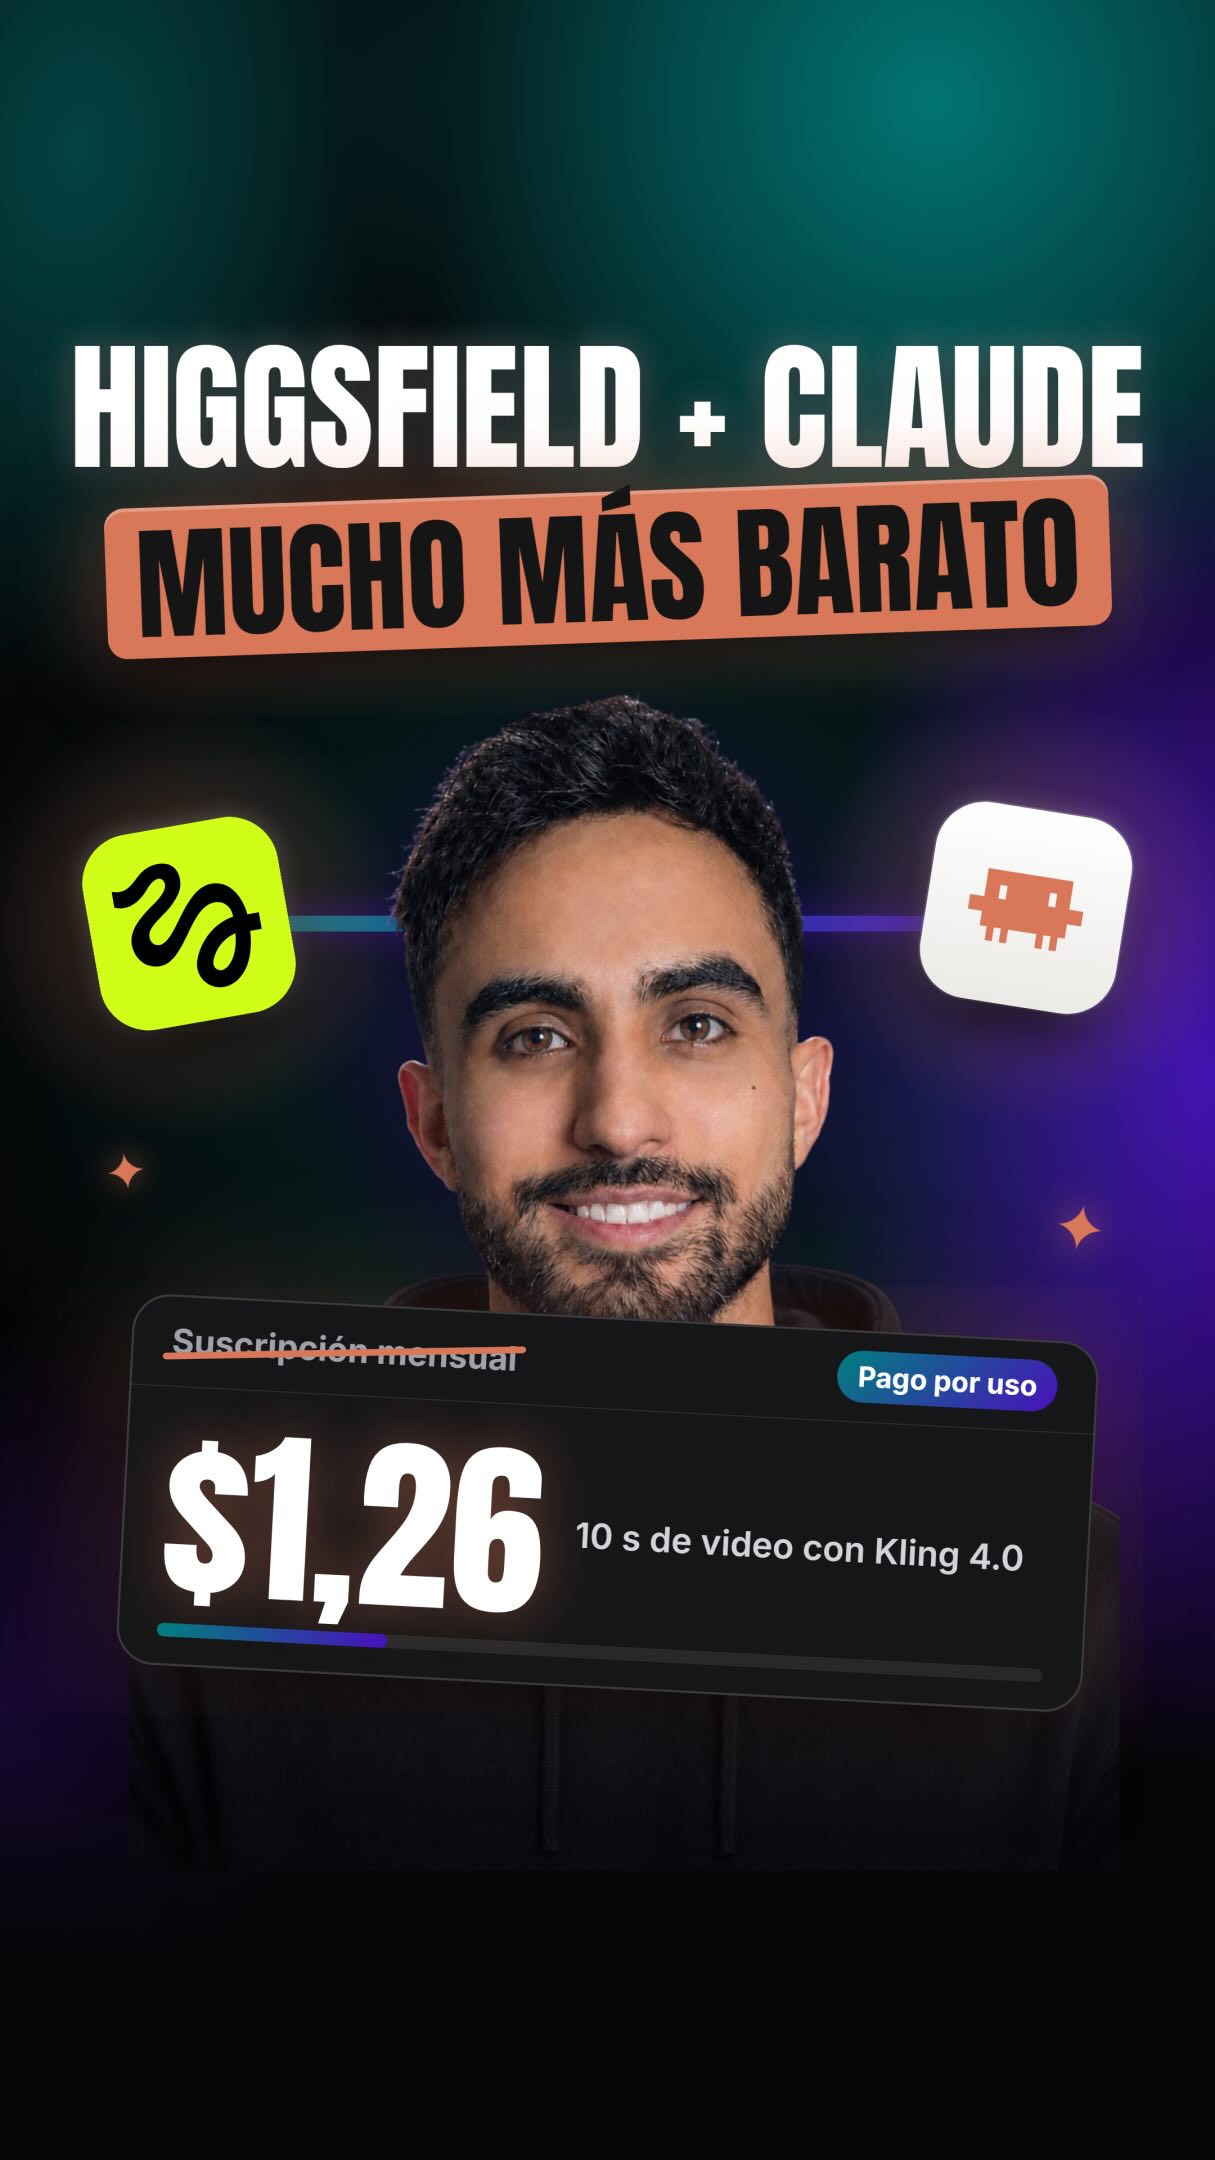 HIGGSFIELD + CLAUDE
MUCHO MÁS BARATO
Suscripción mensual
Pago por uso
$1,26
10 s de video con Kling 4.0